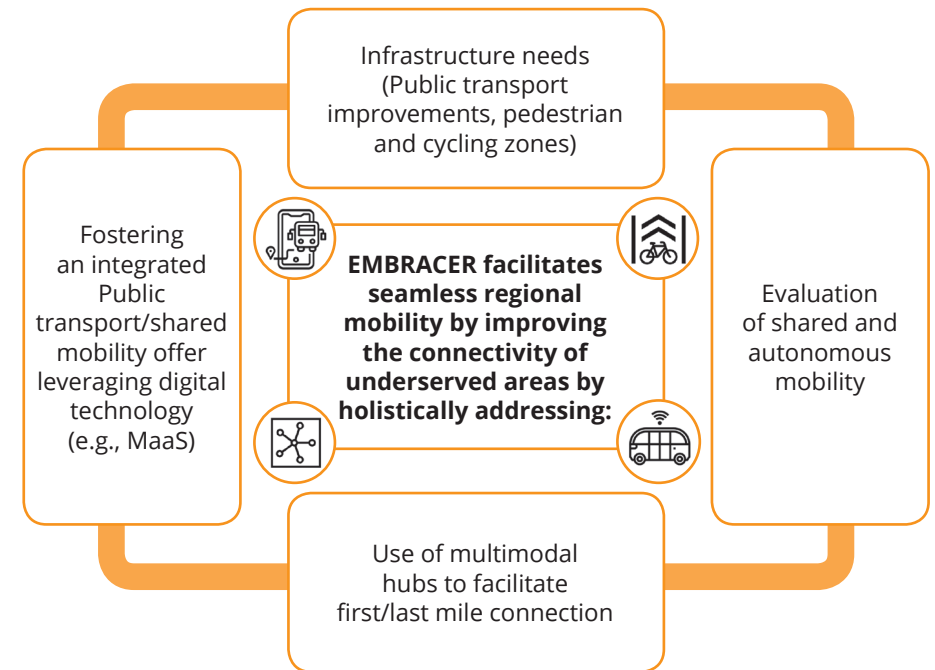 Infrastructure needs
(Public transport
improvements, pedestrian
and cycling zones)
Fostering
an integrated
Public
transport/shared
mobility offer
leveraging digital
technology
(e.g., MaaS)
EMBRACER facilitates
seamless regional
mobility by improving
the connectivity of
underserved areas by
holistically addressing:
Evaluation
of shared and
autonomous
mobility
Use of multimodal
hubs to facilitate
first/last mile connection